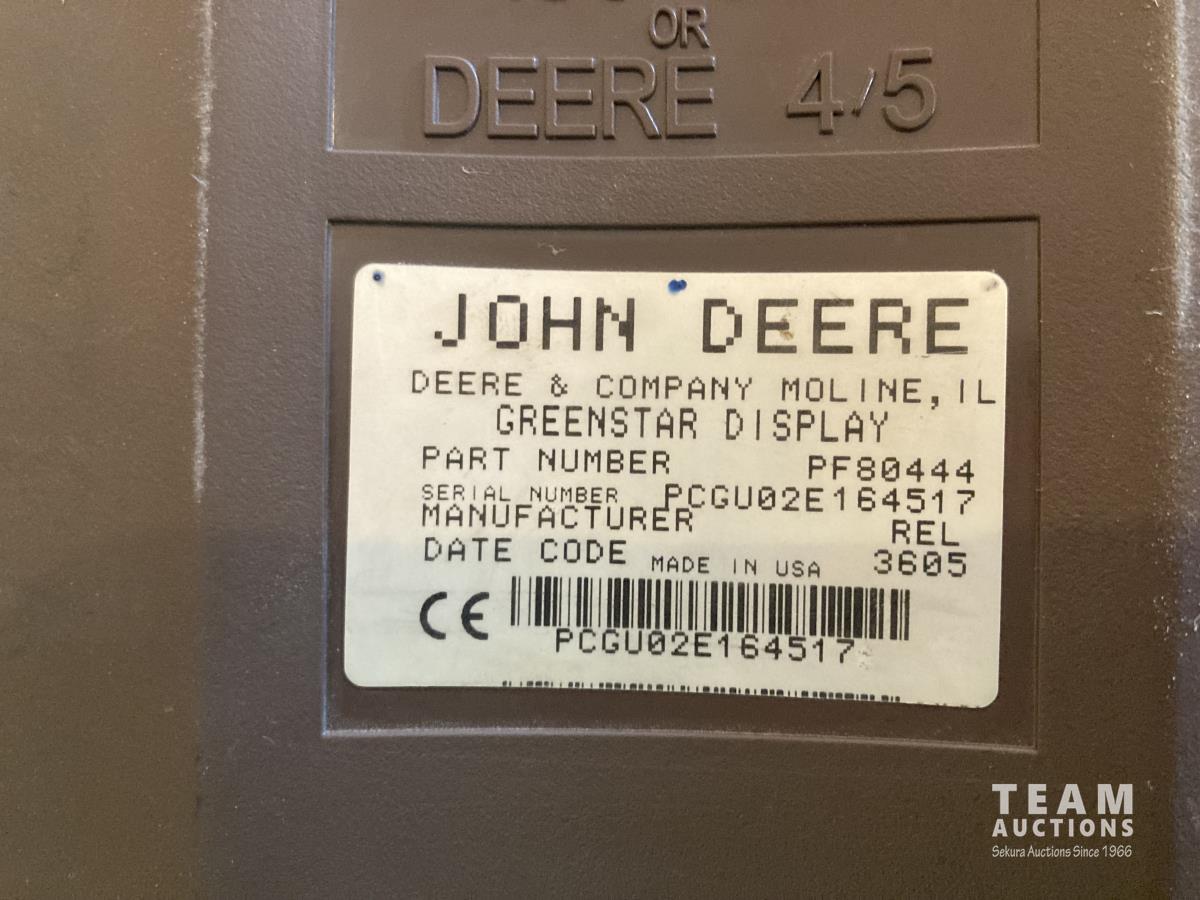 OR
DEERE 4/5
JOHN DEERE
DEERE & COMPANY MOLINE, IL
GREENSTAR DISPLAY
PART NUMBER PF80444
SERIAL NUMBER PCGU02E164517
MANUFACTURER REL
DATE CODE MADE IN USA 3605
CE
PCGU02E164517
TEAM
AUCTIONS
Sekura Auctions Since 1966